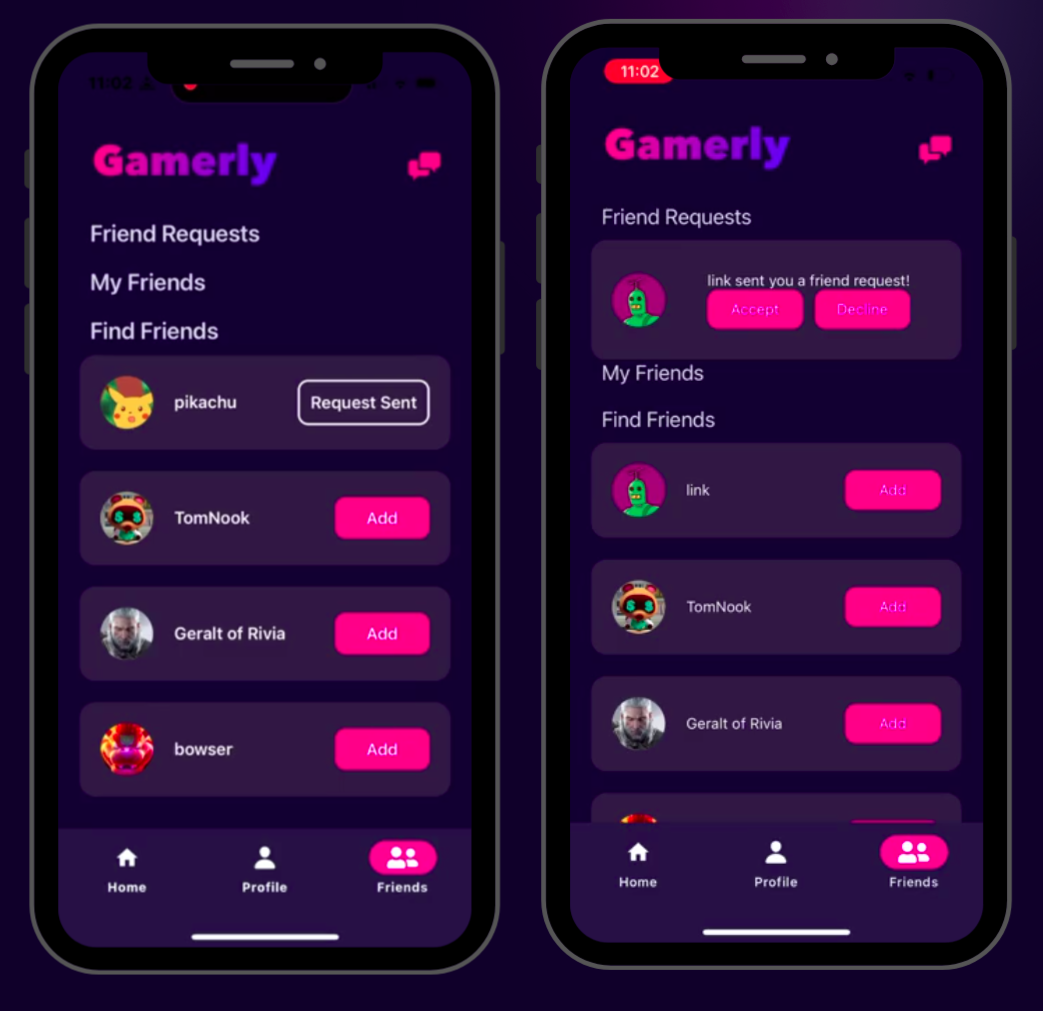 11:02
Gamerly
Friend Requests
My Friends
Find Friends
pikachu
Request Sent
TomNook
Add
Geralt of Rivia
Add
bowser
Add
Home
Profile
Friends
11:02
Gamerly
Friend Requests
link sent you a friend request!
Accept
Decline
My Friends
Find Friends
link
Add
TomNook
Add
Geralt of Rivia
Add
Home
Profile
Friends